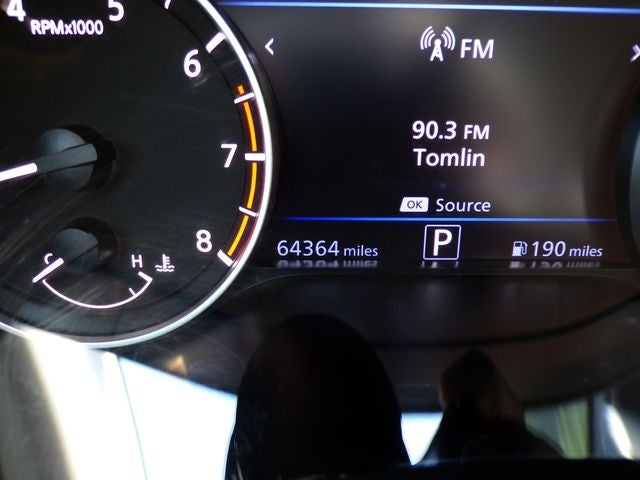 4
5
RPMx1000
6
7
8
C
H
FM
90.3 FM
Tomlin
OK Source
64364 miles
P
190 miles